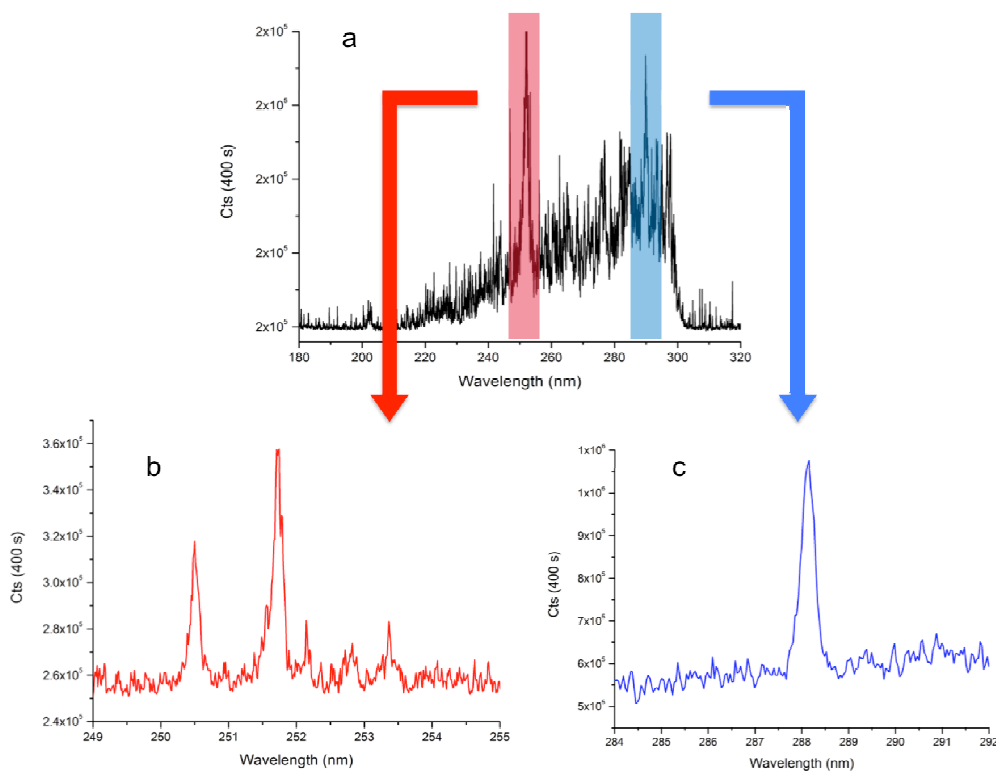 a
2x10⁵
2x10⁶
2x10⁵
2x10⁵
2x10⁵
Cts (400 s)
180 200 220 240 260 280 300 320
Wavelength (nm)
b
3.6x10⁵
3.4x10⁵
3.2x10⁵
3.0x10⁵
2.8x10⁵
2.6x10⁵
2.4x10⁵
Cts (400 s)
249 250 251 252 253 254 255
Wavelength (nm)
c
1x10⁶
1x10⁶
9x10⁵
8x10⁵
7x10⁵
6x10⁵
5x10⁵
Cts (400 s)
284 285 286 287 288 289 290 291 292
Wavelength (nm)